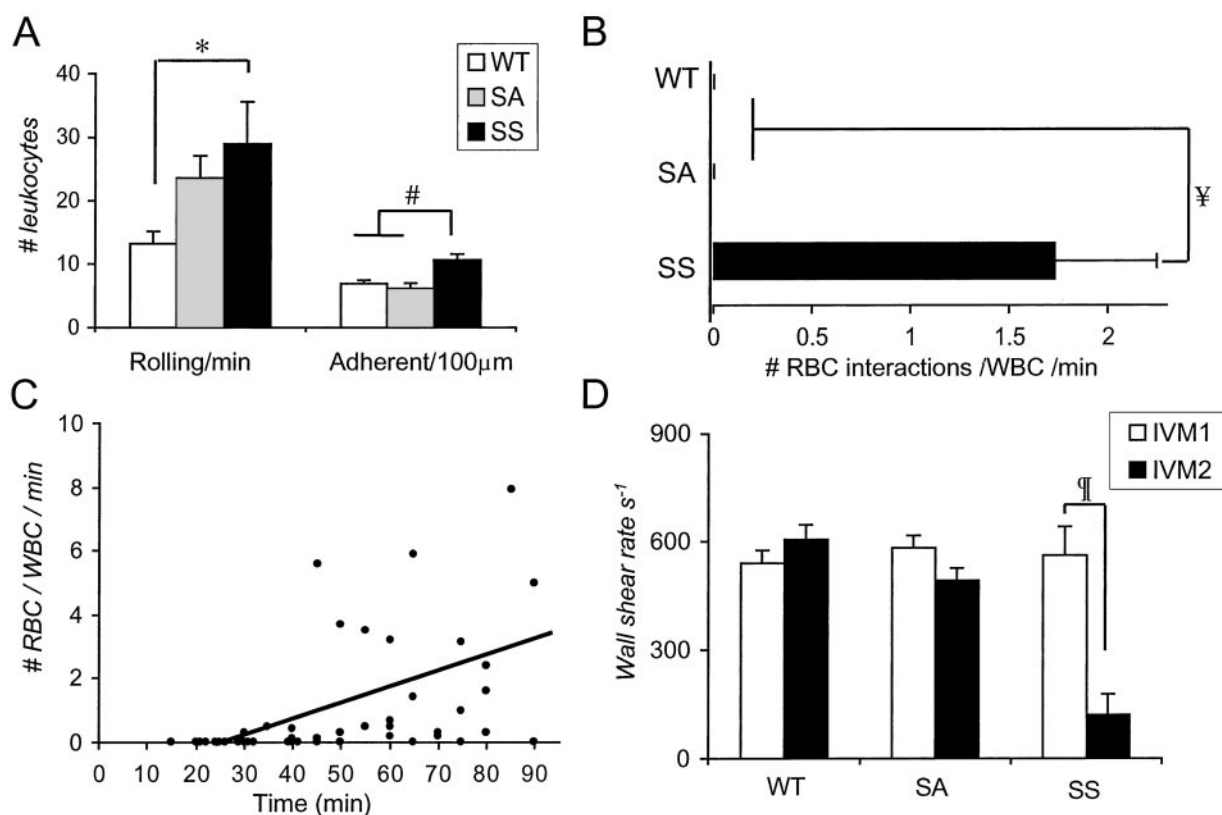 A
# leukocytes
40
30
20
10
0
*
#
WT
SA
SS
Rolling/min
Adherent/100µm
B
WT
SA
SS
¥
0
0.5
1
1.5
2
# RBC interactions /WBC /min
C
# RBC / WBC / min
10
8
6
4
2
0
0
10
20
30
40
50
60
70
80
90
Time (min)
D
Wall shear rate s-1
900
600
300
0
¶
IVM1
IVM2
WT
SA
SS